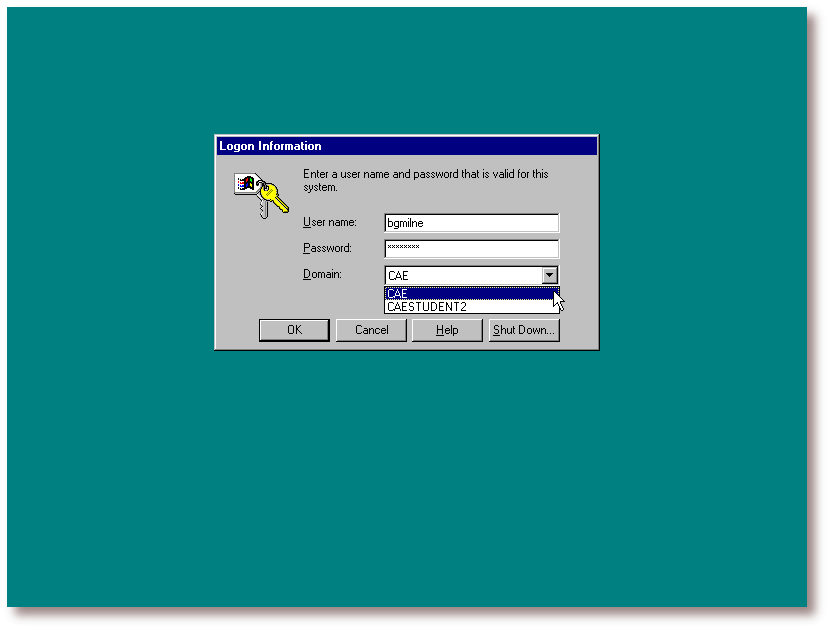 Logon Information
Enter a user name and password that is valid for this
system.
User name: bgmilne
Password: ********
Domain: CAE
CAE
CAESTUDENT2
OK Cancel Help Shut Down...